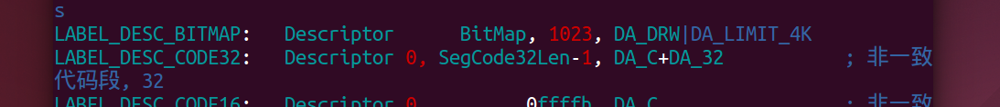 s
LABEL_DESC_BITMAP:   Descriptor      BitMap, 1023, DA_DRW|DA_LIMIT_4K
LABEL_DESC_CODE32:   Descriptor 0, SegCode32Len-1, DA_C+DA_32           ; 非一致
代码段, 32
LABEL_DESC_CODE16:   Descriptor 0,         0ffffh, DA_C                 ; 非一致